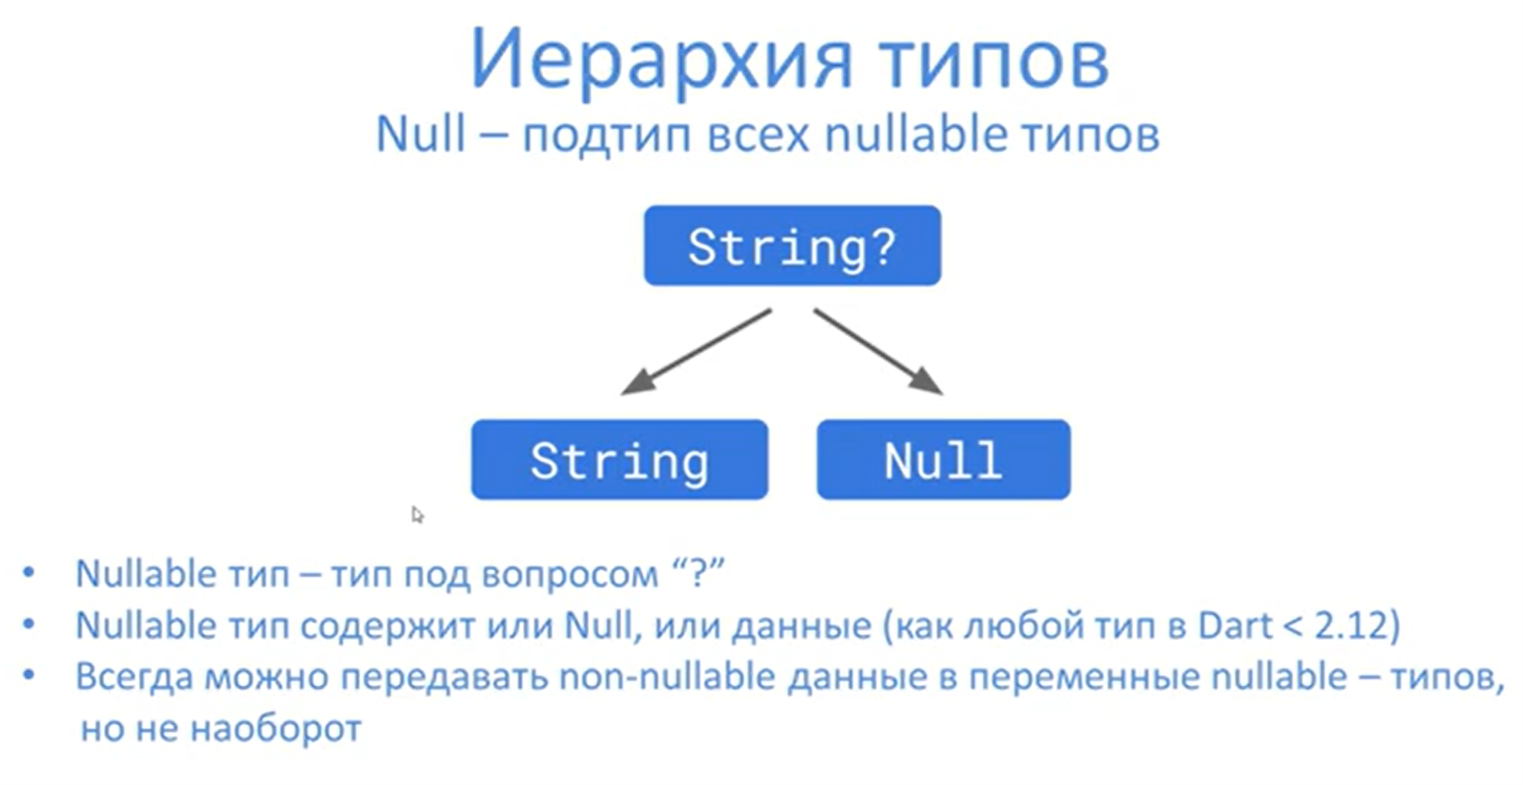 Иерархия типов
Null – подтип всех nullable типов
String?
String
Null
• Nullable тип – тип под вопросом “?”
• Nullable тип содержит или Null, или данные (как любой тип в Dart < 2.12)
• Всегда можно передавать non-nullable данные в переменные nullable – типов,
но не наоборот